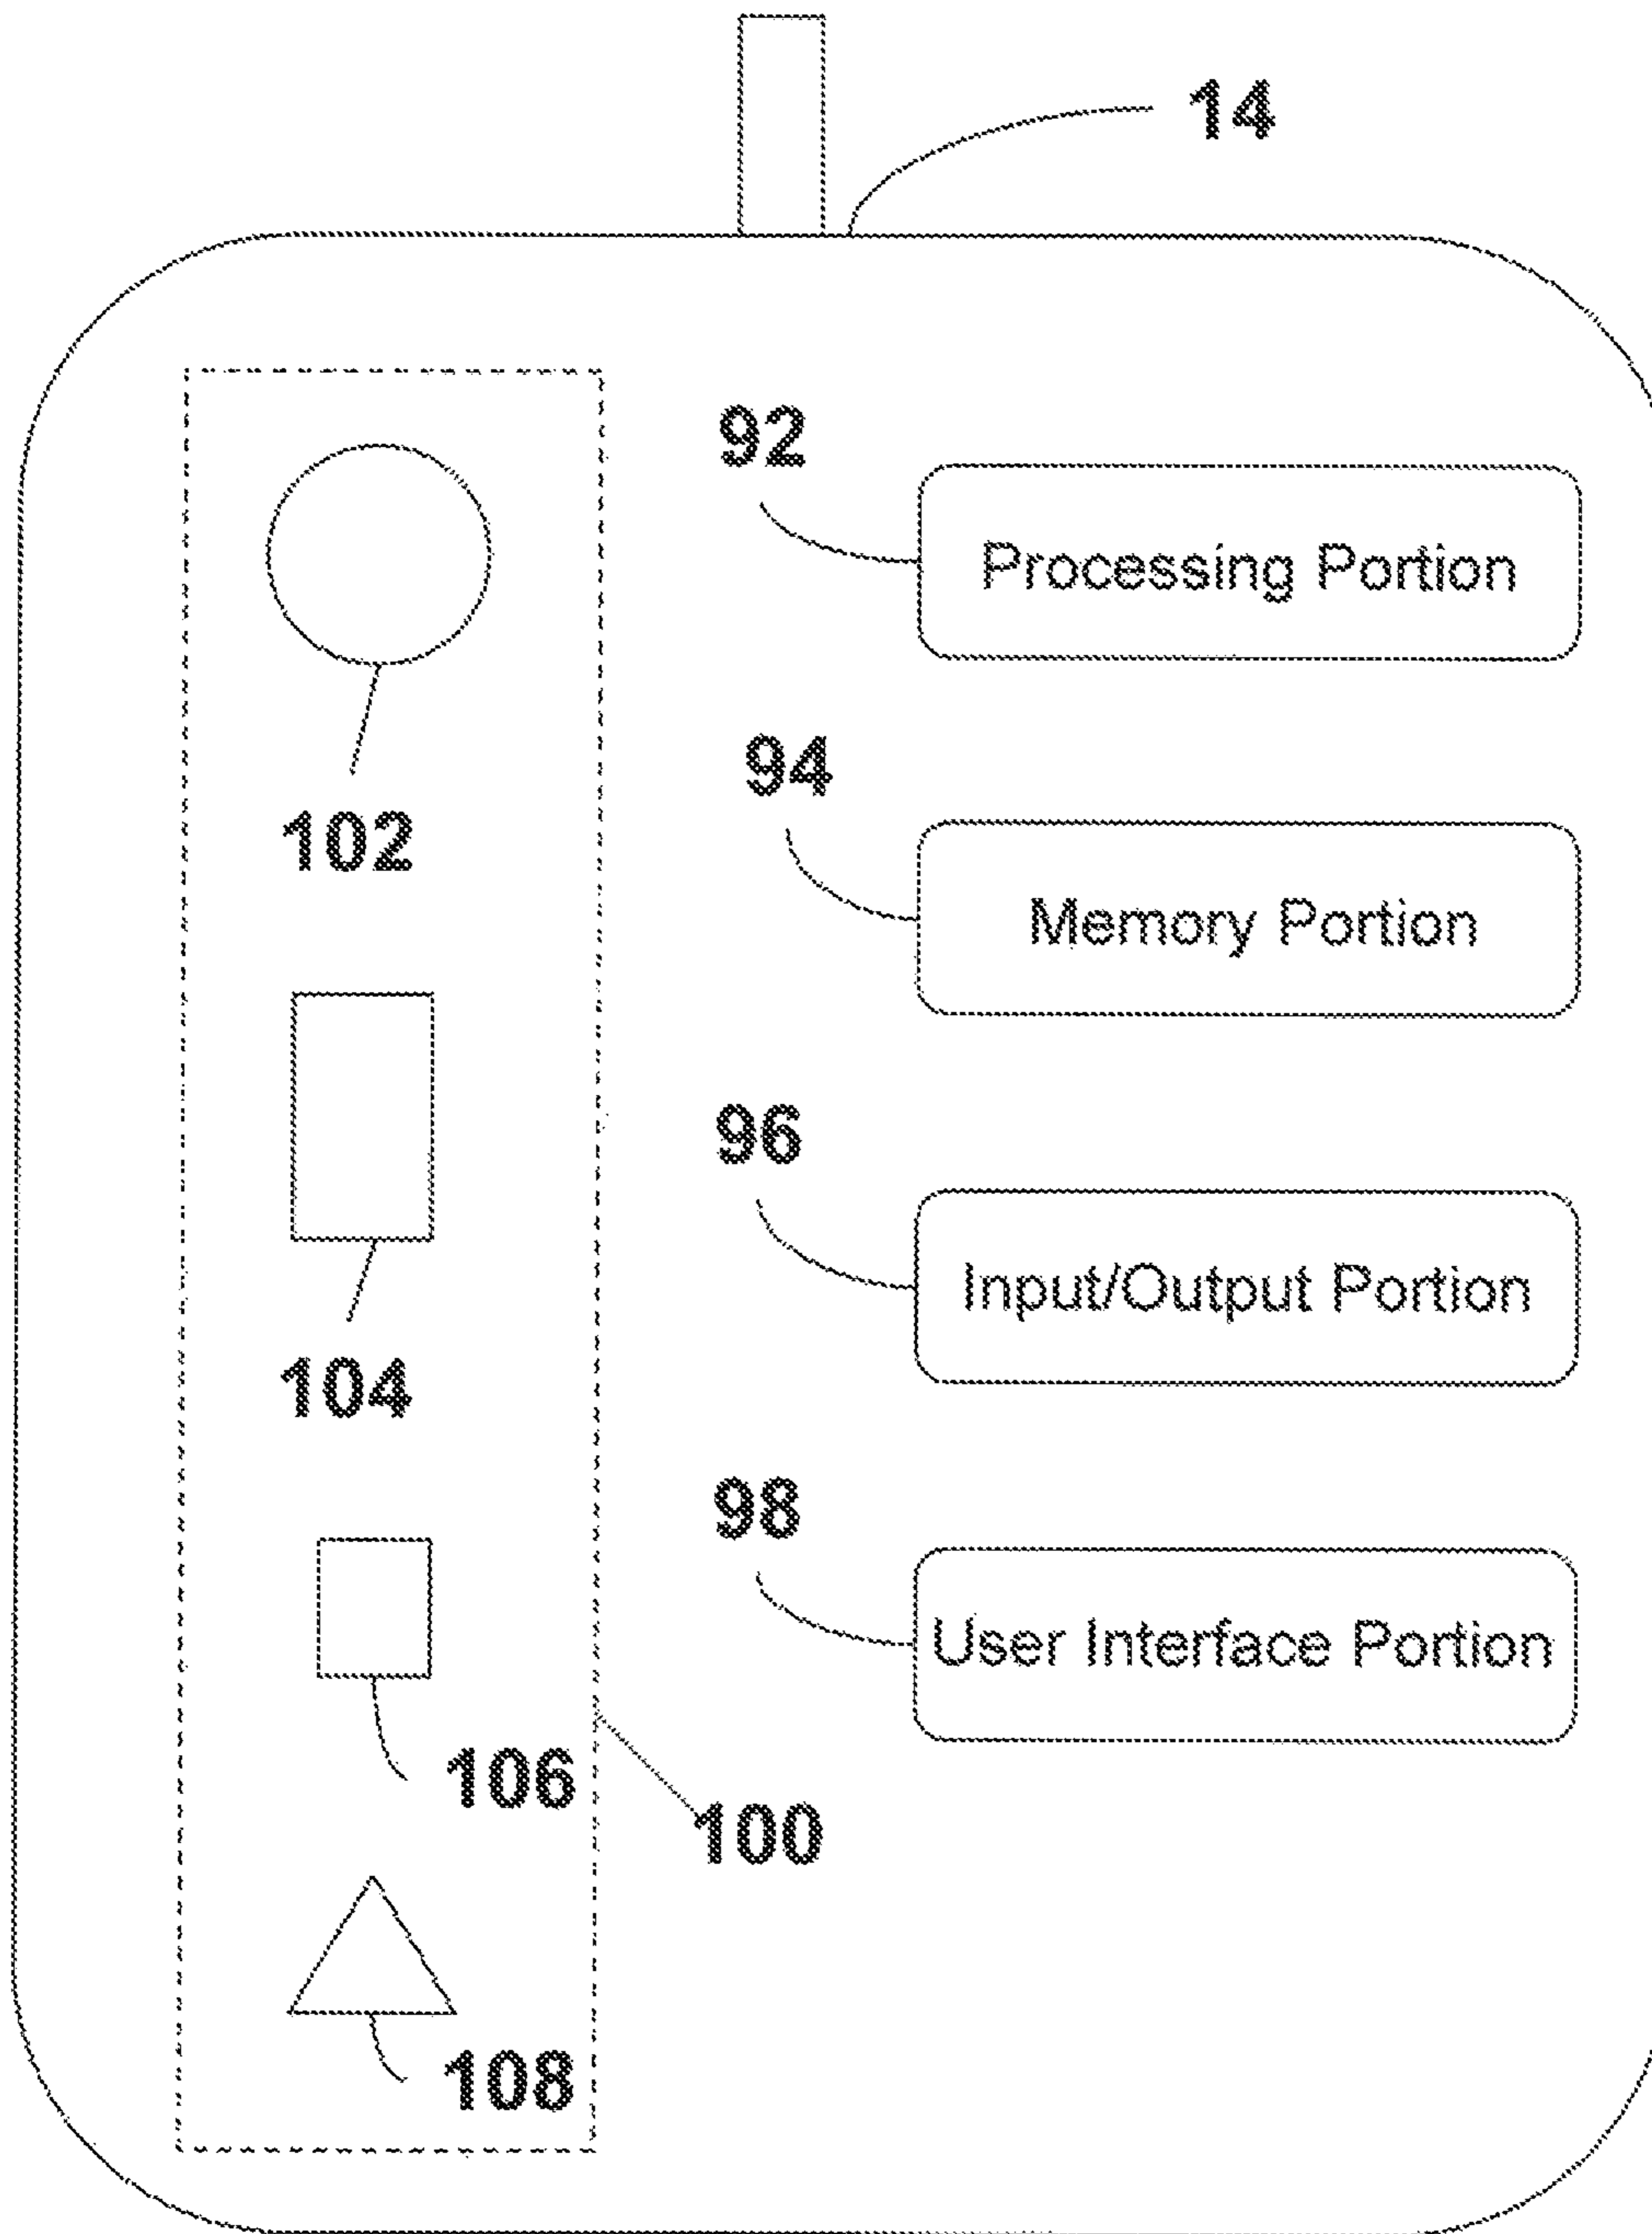 14
92
Processing Portion
102
94
Memory Portion
96
Input/Output Portion
104
98
User Interface Portion
106
100
108